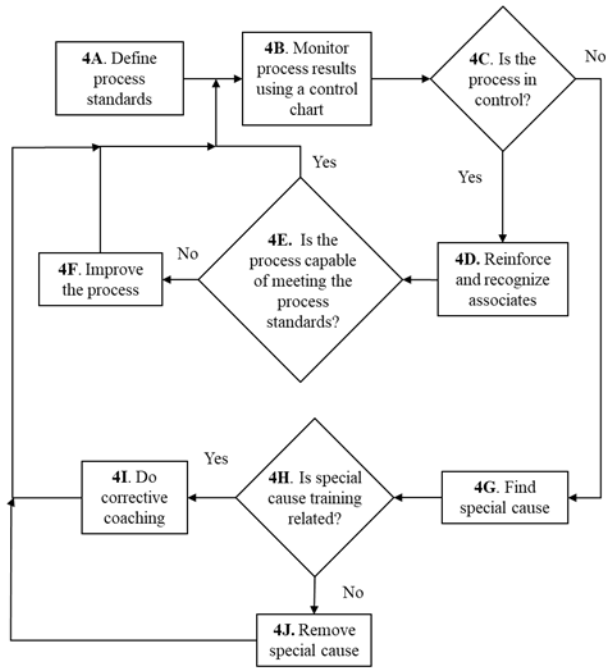 4A. Define
process
standards
4B. Monitor
process results
using a control
chart
4C. Is the
process in
control?
No
Yes
Yes
4D. Reinforce
and recognize
associates
4E. Is the
process capable
of meeting the
process
standards?
No
4F. Improve
the process
4G. Find
special cause
4H. Is special
cause training
related?
Yes
4I. Do
corrective
coaching
No
4J. Remove
special cause